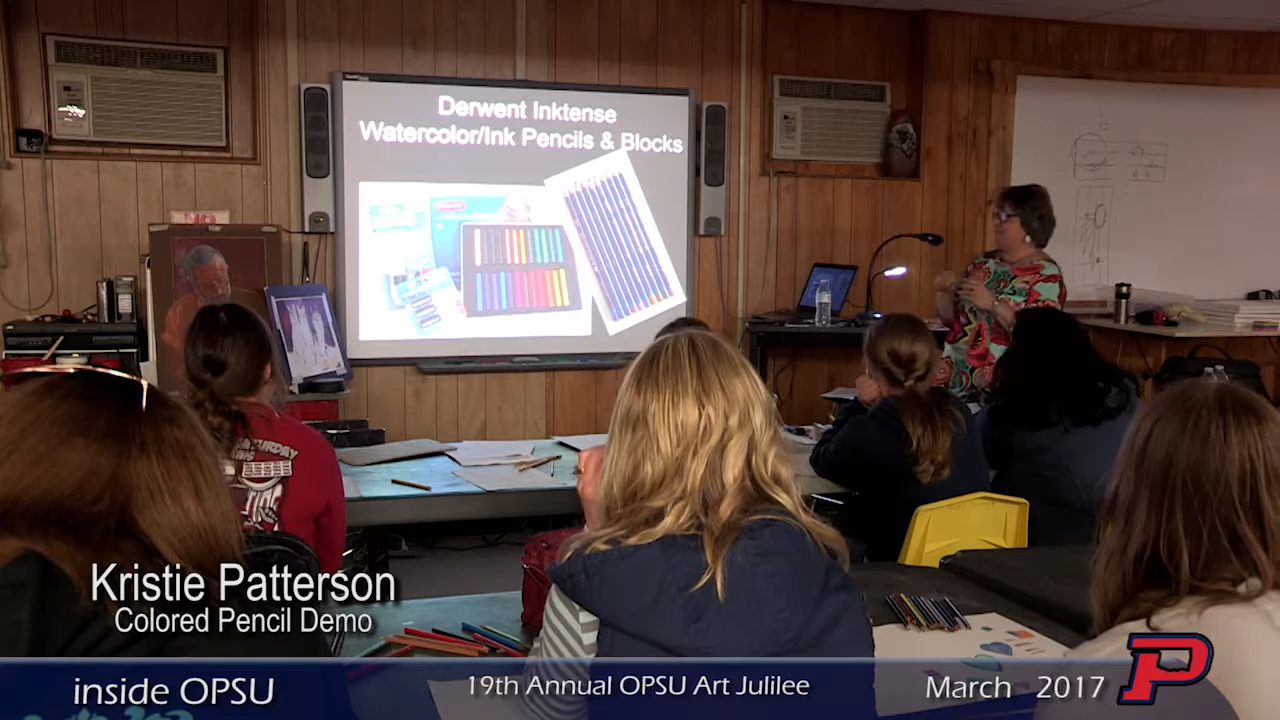 Derwent Inktense
Watercolor/Ink Pencils & Blocks
Kristie Patterson
Colored Pencil Demo
inside OPSU
19th Annual OPSU Art Julilee
March 2017
P